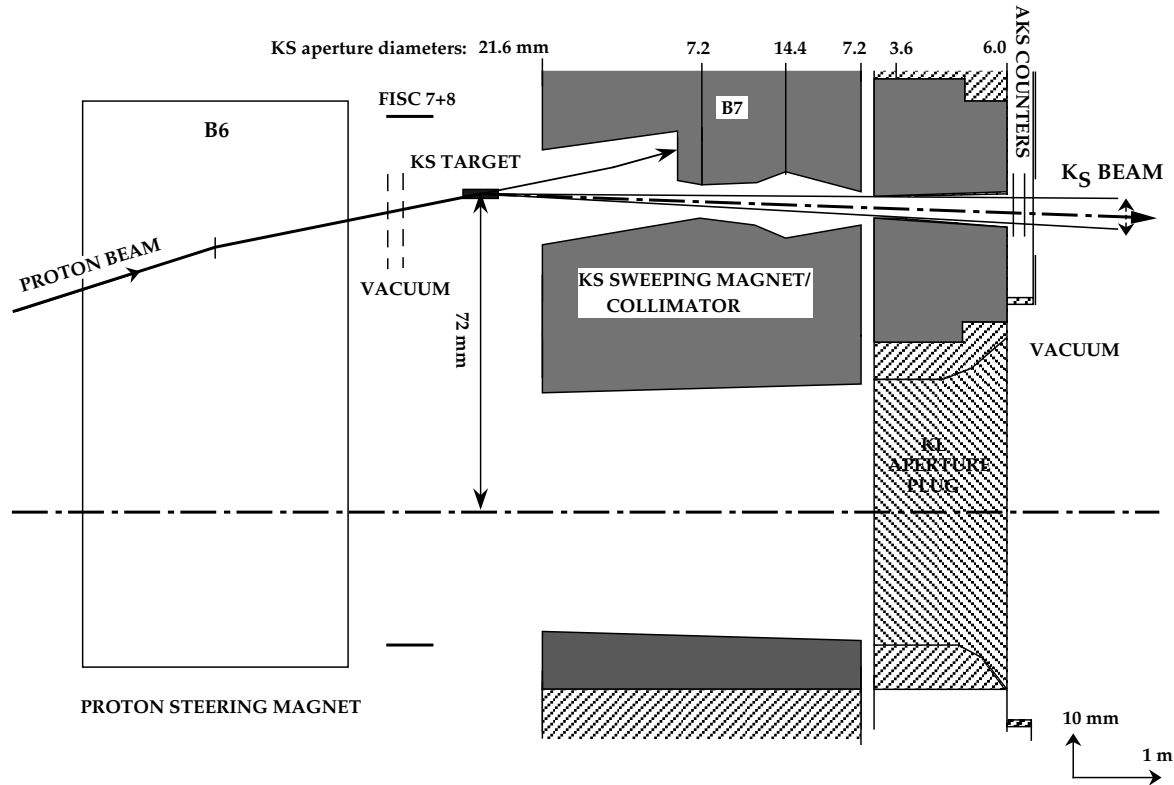 AKS COUNTERS
KS aperture diameters: 21.6 mm
7.2
14.4
7.2
3.6
6.0
FISC 7+8
B6
B7
KS TARGET
KS BEAM
PROTON BEAM
VACUUM
KS SWEEPING MAGNET/
COLLIMATOR
72 mm
VACUUM
KL
APERTURE
PLUG
PROTON STEERING MAGNET
10 mm
1 m